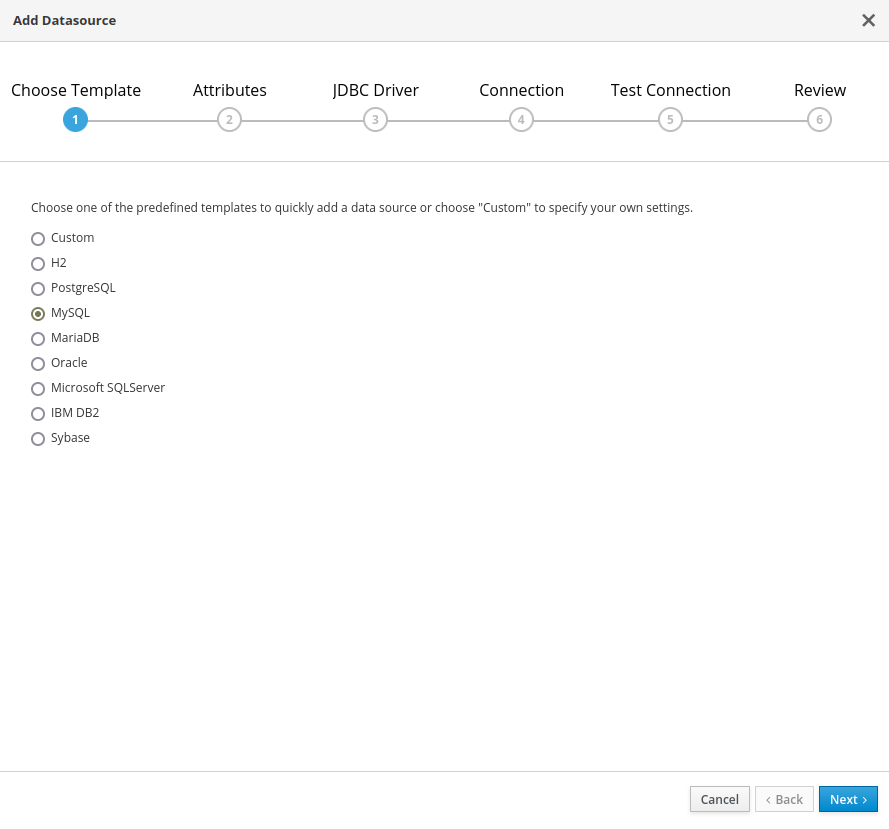 Add Datasource
Choose Template Attributes JDBC Driver Connection Test Connection Review
1 2 3 4 5 6
Choose one of the predefined templates to quickly add a data source or choose "Custom" to specify your own settings.
Custom
H2
PostgreSQL
MySQL
MariaDB
Oracle
Microsoft SQLServer
IBM DB2
Sybase
Cancel Back Next